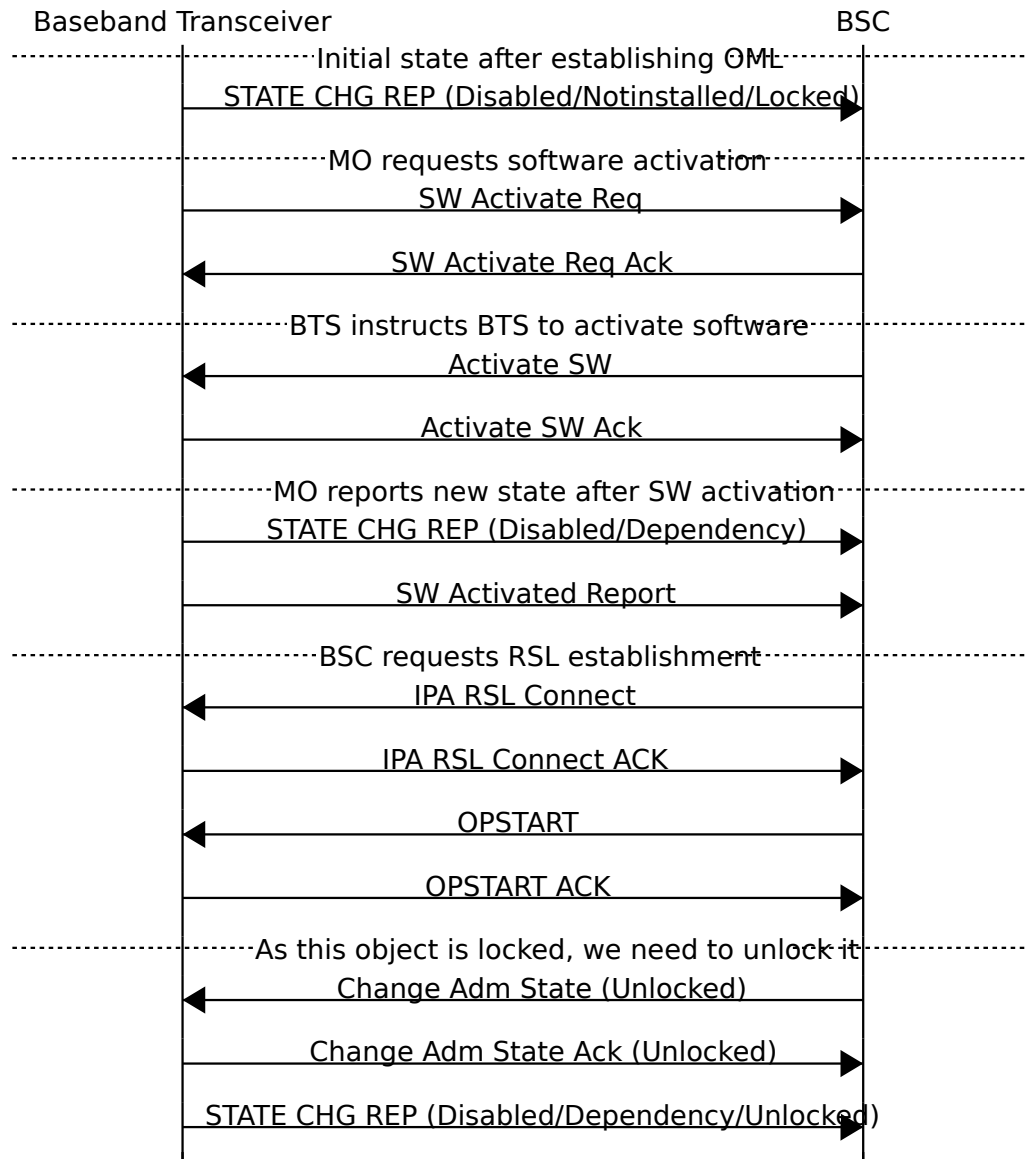 Baseband Transceiver BSC
Initial state after establishing OML
STATE CHG REP (Disabled/Notinstalled/Locked)
MO requests software activation
SW Activate Req
SW Activate Req Ack
BTS instructs BTS to activate software
Activate SW
Activate SW Ack
MO reports new state after SW activation
STATE CHG REP (Disabled/Dependency)
SW Activated Report
BSC requests RSL establishment
IPA RSL Connect
IPA RSL Connect ACK
OPSTART
OPSTART ACK
As this object is locked, we need to unlock it
Change Adm State (Unlocked)
Change Adm State Ack (Unlocked)
STATE CHG REP (Disabled/Dependency/Unlocked)